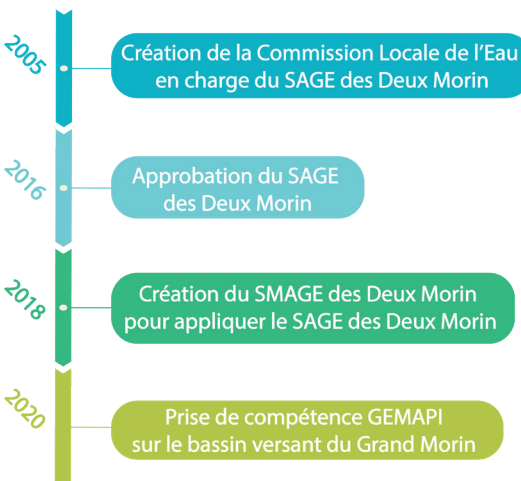 2005
Création de la Commission Locale de l'Eau
en charge du SAGE des Deux Morin
2016
Approbation du SAGE
des Deux Morin
2018
Création du SMAGE des Deux Morin
pour appliquer le SAGE des Deux Morin
2020
Prise de compétence GEMAPI
sur le bassin versant du Grand Morin